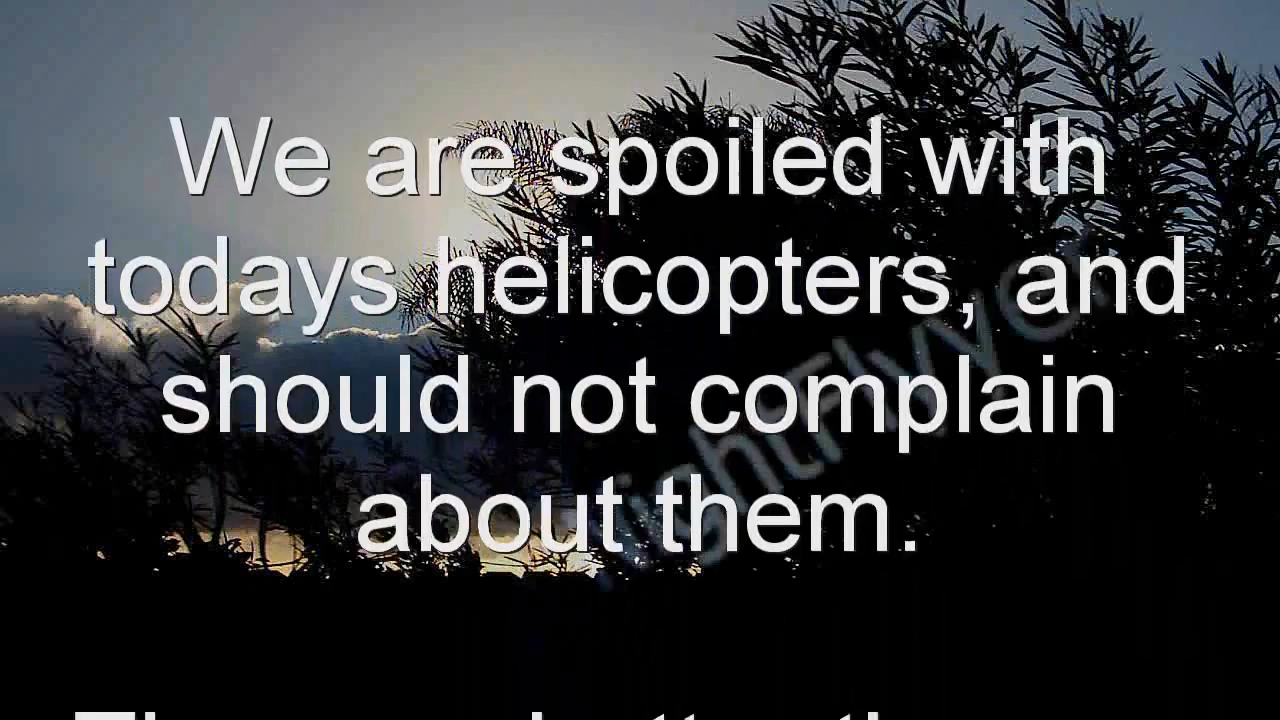 We are spoiled with
todays helicopters, and
should not complain
about them.